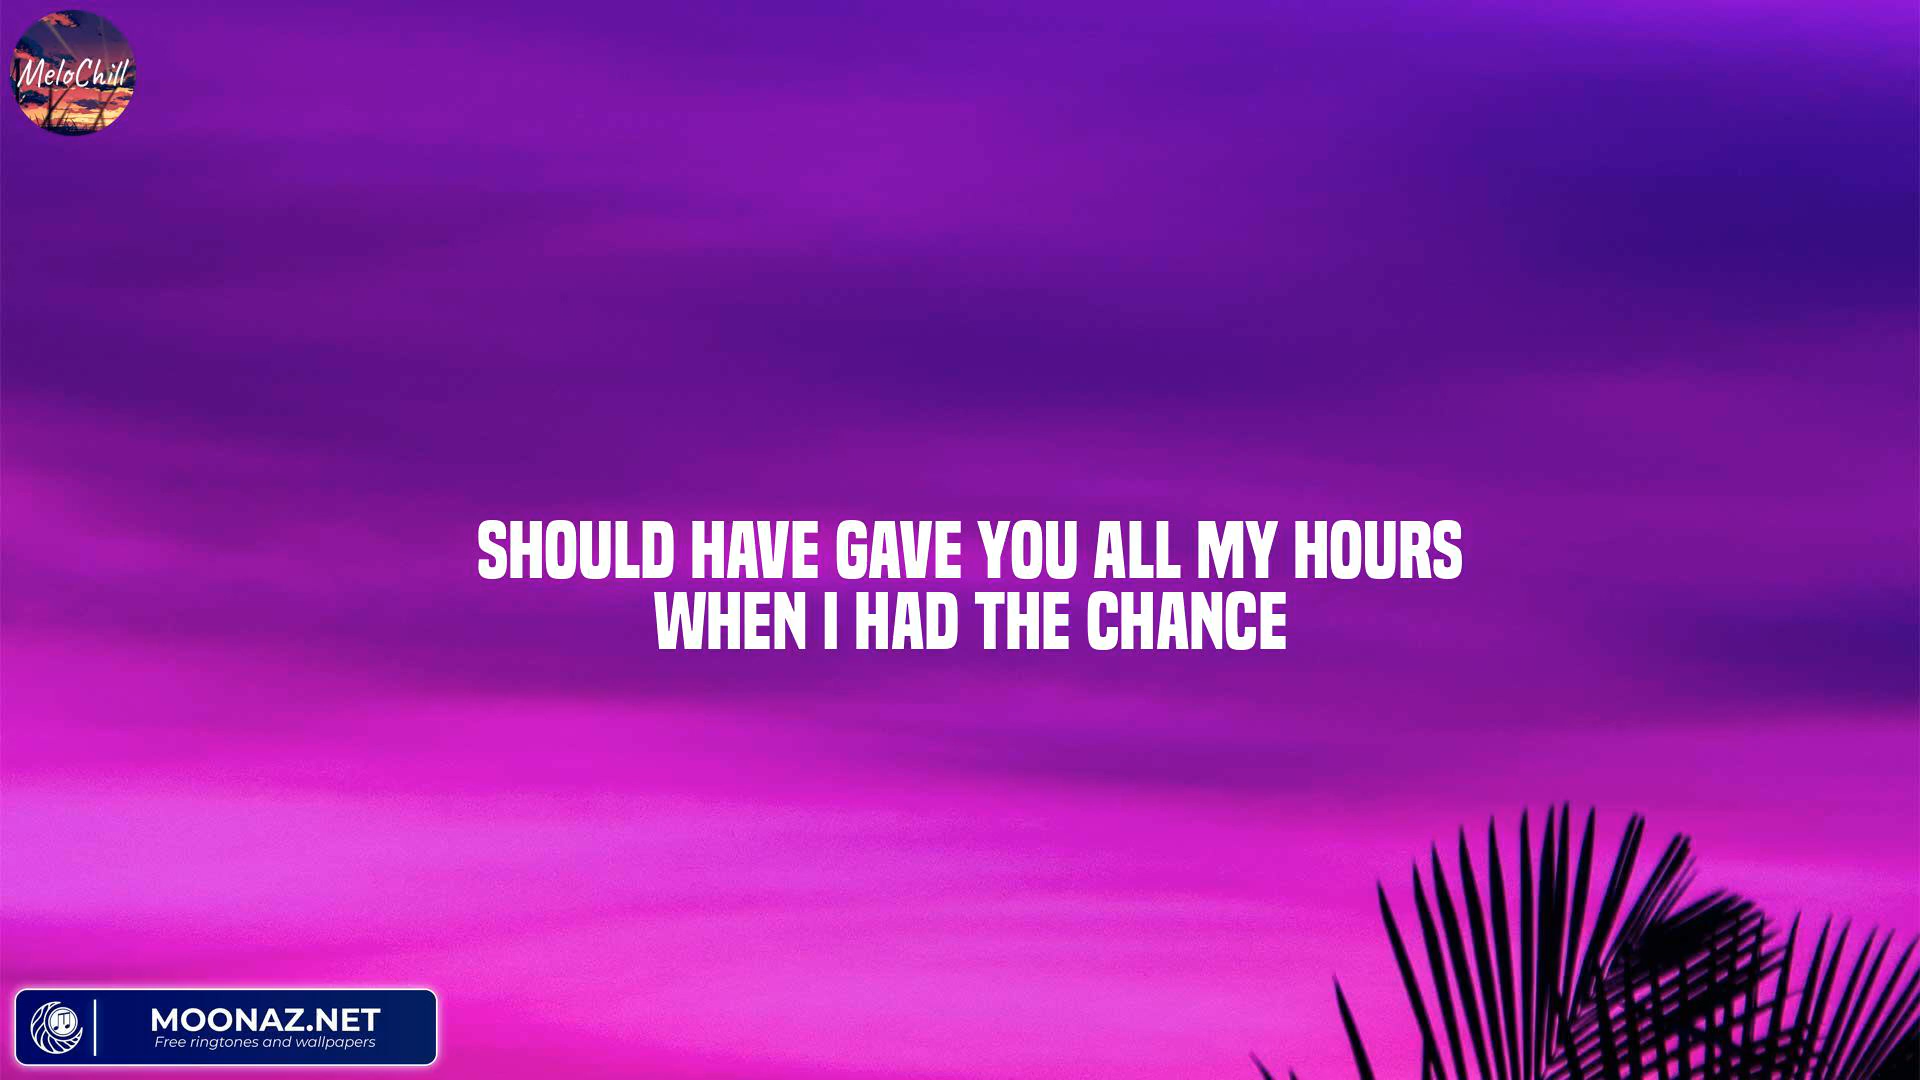 MeloChill
SHOULD HAVE GAVE YOU ALL MY HOURS
WHEN I HAD THE CHANCE
MOONAZ.NET
Free ringtones and wallpapers